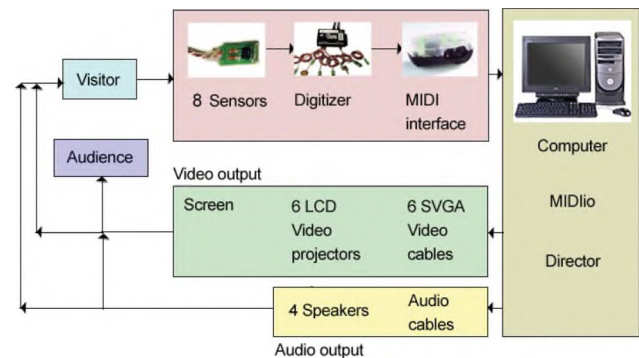 Visitor
8 Sensors
Digitizer
MIDI
interface
Computer
MIDIio
Director
Audience
Video output
Screen
6 LCD
Video
projectors
6 SVGA
Video
cables
4 Speakers
Audio
cables
Audio output